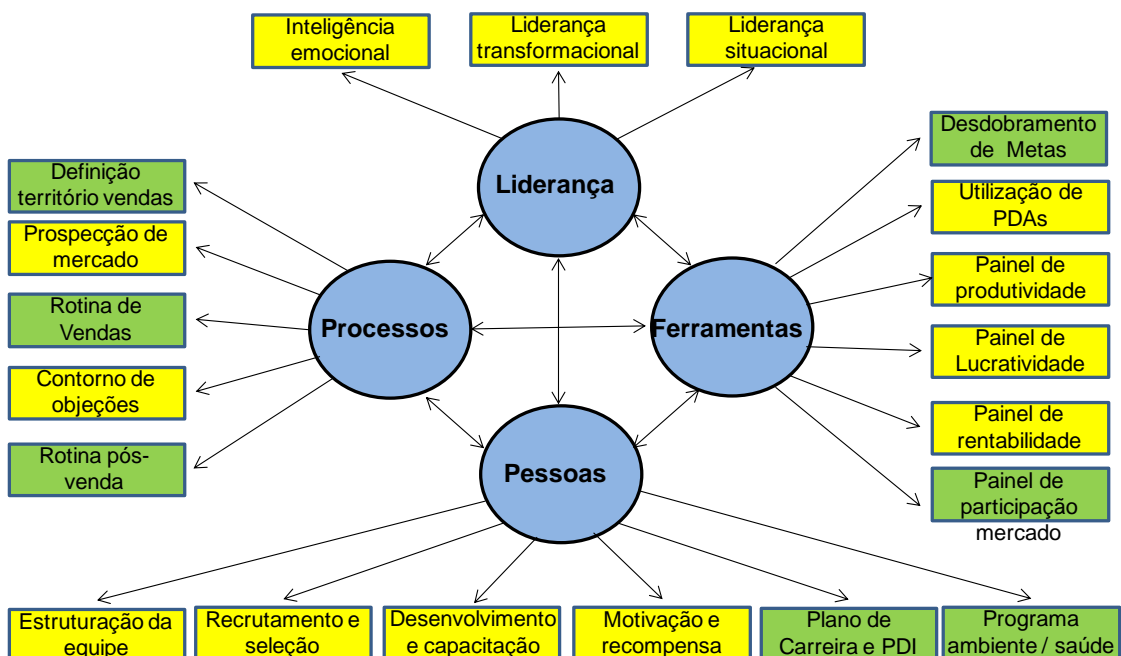 Inteligência
emocional
Liderança
transformacional
Liderança
situacional
Liderança
Definição
território vendas
Prospecção de
mercado
Rotina de
Vendas
Contorno de
objeções
Rotina pós-
venda
Processos
Ferramentas
Desdobramento
de Metas
Utilização de
PDAs
Painel de
produtividade
Painel de
Lucratividade
Painel de
rentabilidade
Painel de
participação
mercado
Pessoas
Estruturação da
equipe
Recrutamento e
seleção
Desenvolvimento
e capacitação
Motivação e
recompensa
Plano de
Carreira e PDI
Programa
ambiente / saúde